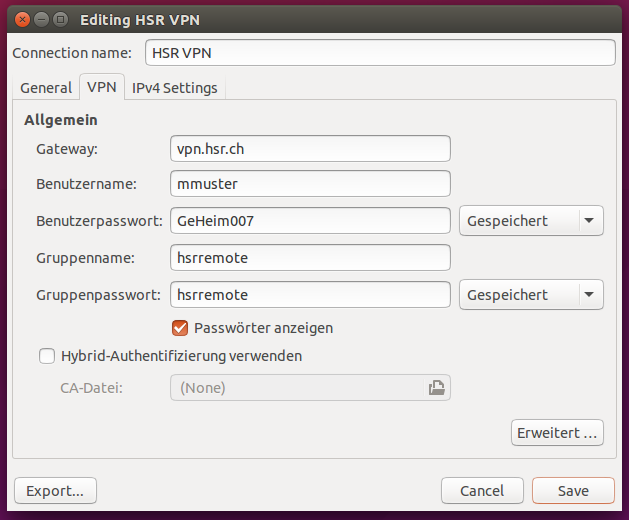 Editing HSR VPN
Connection name: HSR VPN
General VPN IPv4 Settings
Allgemein
Gateway: vpn.hsr.ch
Benutzername: mmuster
Benutzerpasswort: GeHeim007 Gespeichert
Gruppenname: hsrremote
Gruppenpasswort: hsrremote Gespeichert
Passwörter anzeigen
Hybrid-Authentifizierung verwenden
CA-Datei: (None)
Erweitert …
Export... Cancel Save